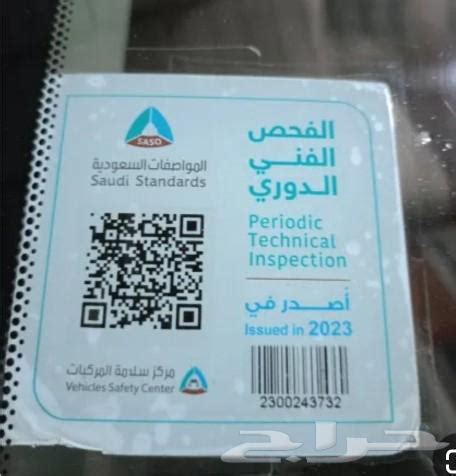 SASO
المواصفات السعودية
Saudi Standards
الفحص
الفني
الدوري
Periodic
Technical
Inspection
أصدر في
Issued in 2023
مركز سلامة المركبات
Vehicles Safety Center
2300243732
حراج